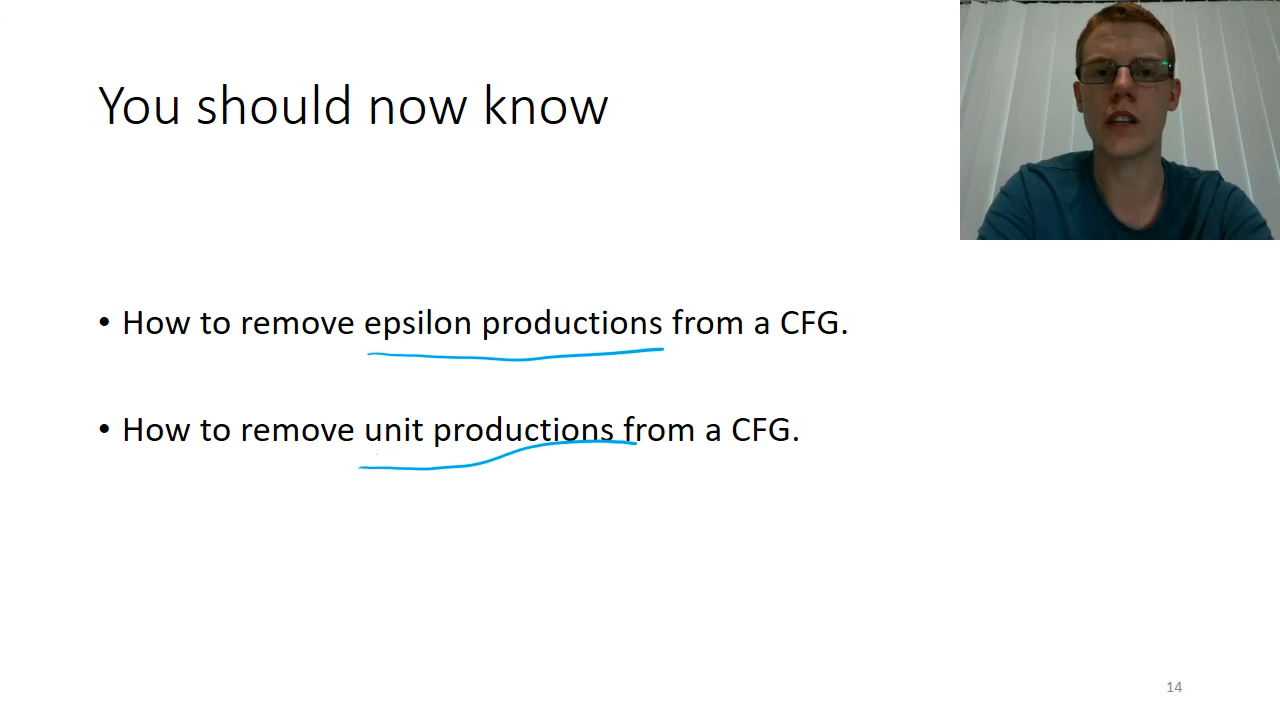 You should now know
• How to remove epsilon productions from a CFG.
• How to remove unit productions from a CFG.
14